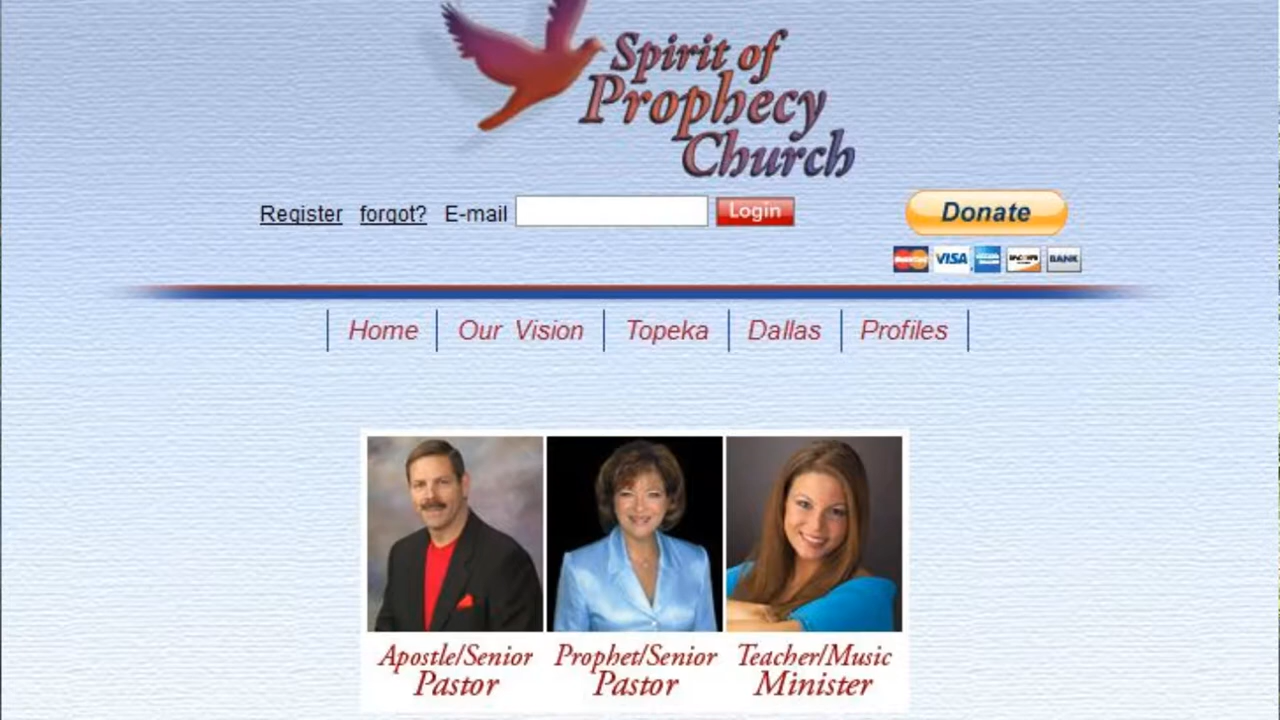 Spirit of
Prophecy
Church
Register forgot? E-mail Login Donate
VISA BANK
Home Our Vision Topeka Dallas Profiles
Apostle/Senior Prophet/Senior Teacher/Music
Pastor Pastor Minister